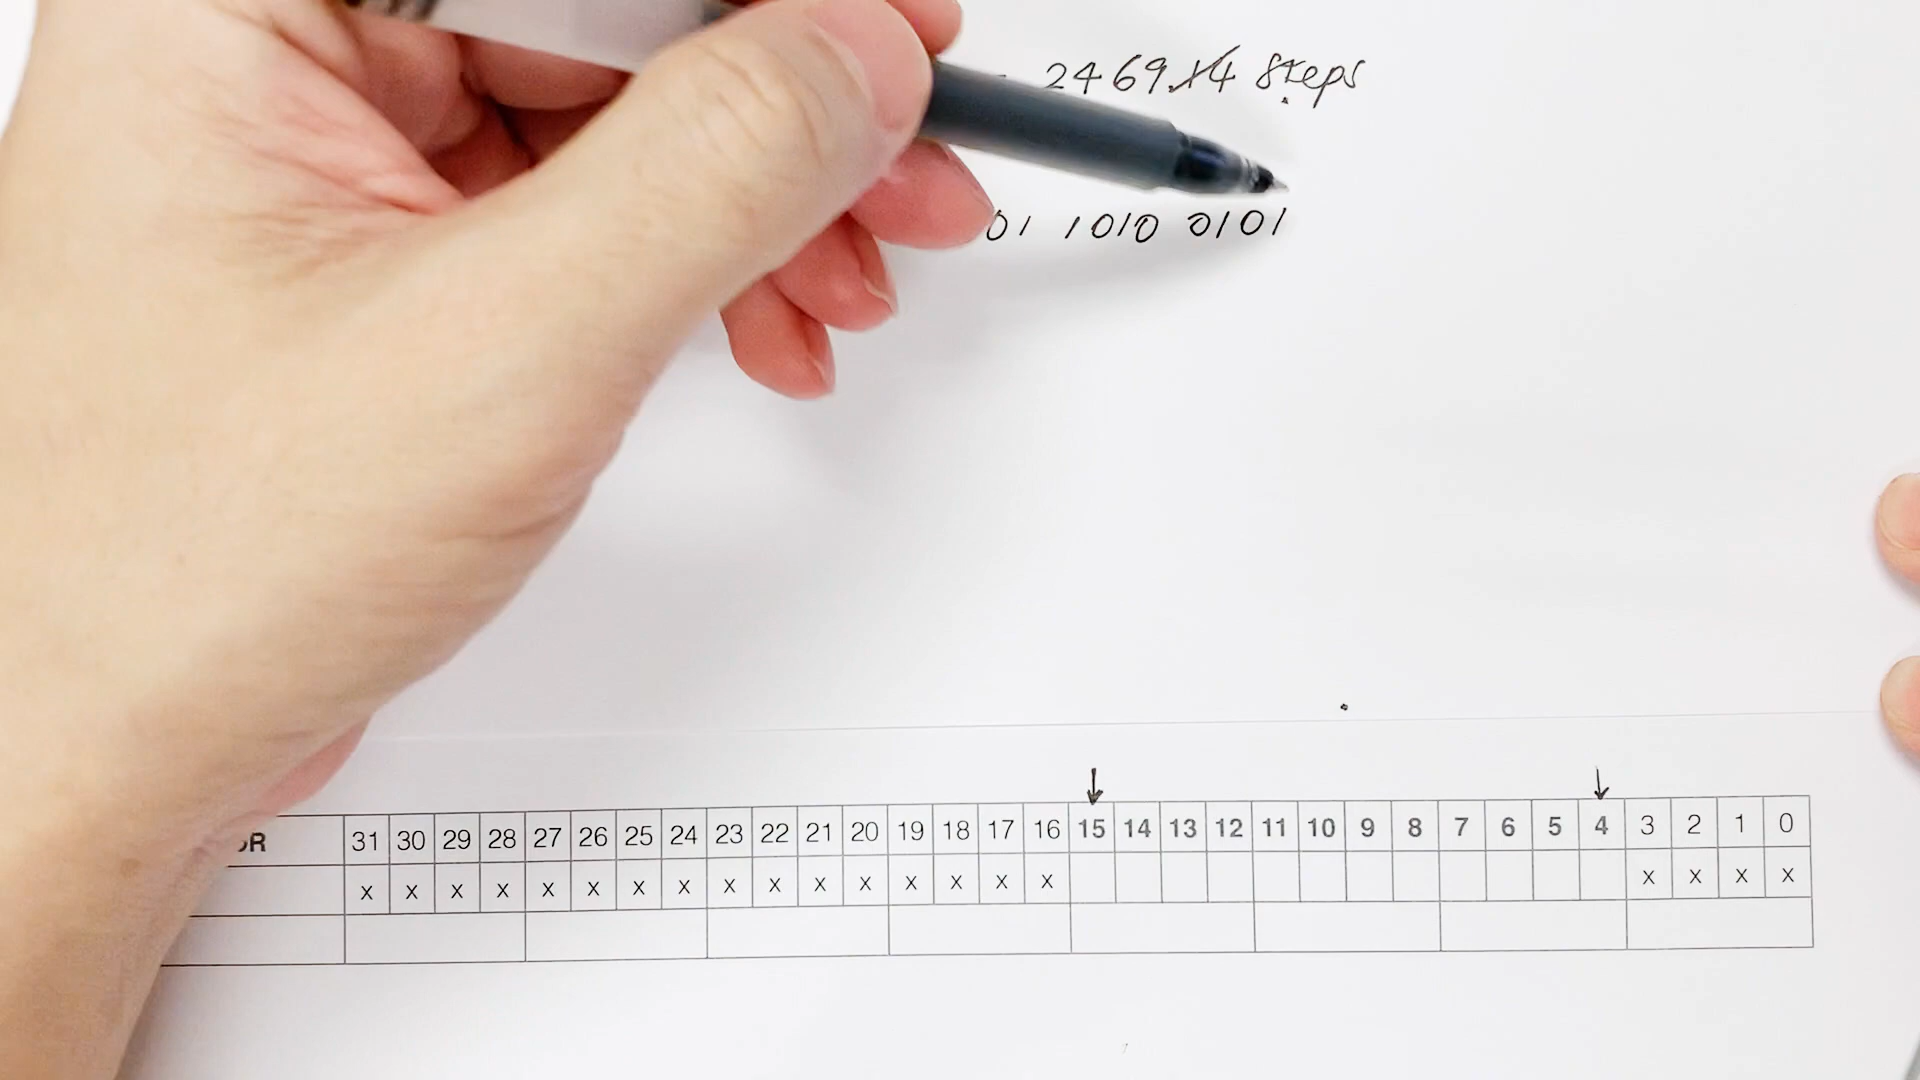 2469.14 Steps
01 1010 0101
R 31 30 29 28 27 26 25 24 23 22 21 20 19 18 17 16 15 14 13 12 11 10 9 8 7 6 5 4 3 2 1 0
x x x x x x x x x x x x x x x x x x x x